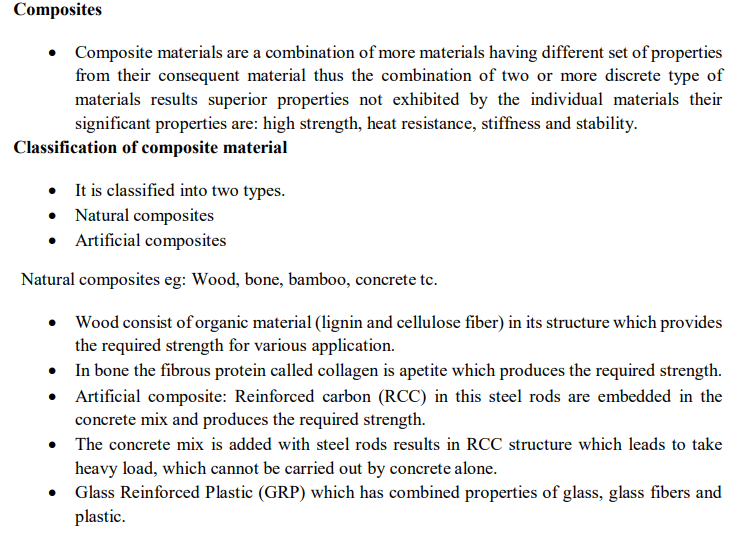 Composites
• Composite materials are a combination of more materials having different set of properties
from their consequent material thus the combination of two or more discrete type of
materials results superior properties not exhibited by the individual materials their
significant properties are: high strength, heat resistance, stiffness and stability.
Classification of composite material
• It is classified into two types.
• Natural composites
• Artificial composites
Natural composites eg: Wood, bone, bamboo, concrete tc.
• Wood consist of organic material (lignin and cellulose fiber) in its structure which provides
the required strength for various application.
• In bone the fibrous protein called collagen is apetite which produces the required strength.
• Artificial composite: Reinforced carbon (RCC) in this steel rods are embedded in the
concrete mix and produces the required strength.
• The concrete mix is added with steel rods results in RCC structure which leads to take
heavy load, which cannot be carried out by concrete alone.
• Glass Reinforced Plastic (GRP) which has combined properties of glass, glass fibers and
plastic.